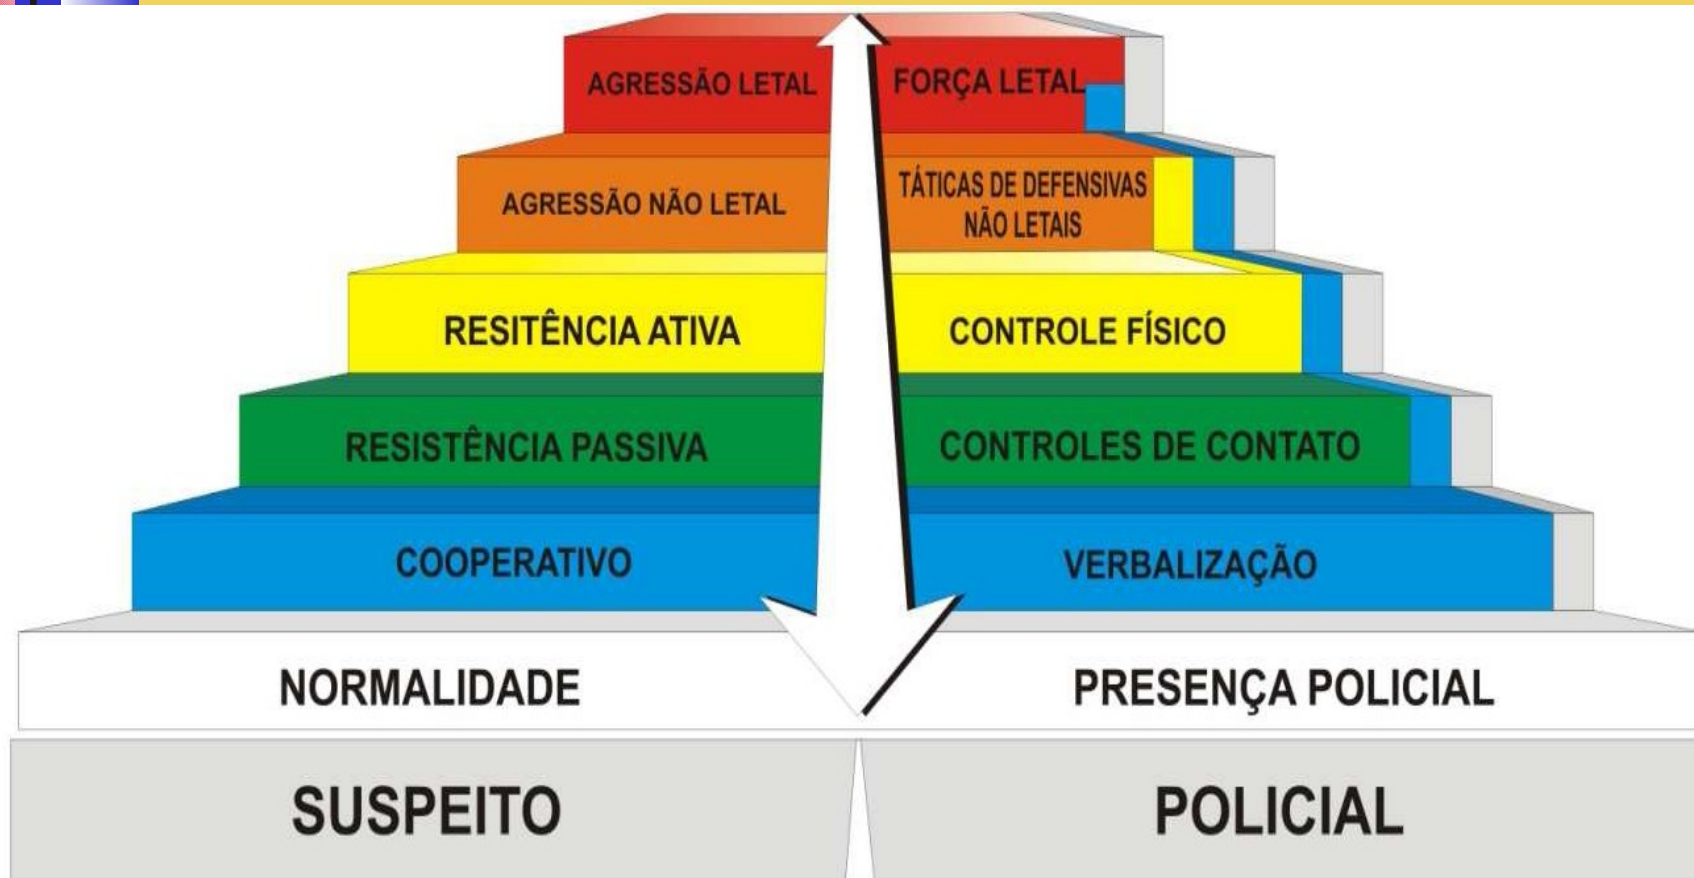 AGRESSÃO LETAL
FORÇA LETAL
AGRESSÃO NÃO LETAL
TÁTICAS DE DEFENSIVAS
NÃO LETAIS
RESITÊNCIA ATIVA
CONTROLE FÍSICO
RESISTÊNCIA PASSIVA
CONTROLES DE CONTATO
COOPERATIVO
VERBALIZAÇÃO
NORMALIDADE
PRESENÇA POLICIAL
SUSPEITO
POLICIAL